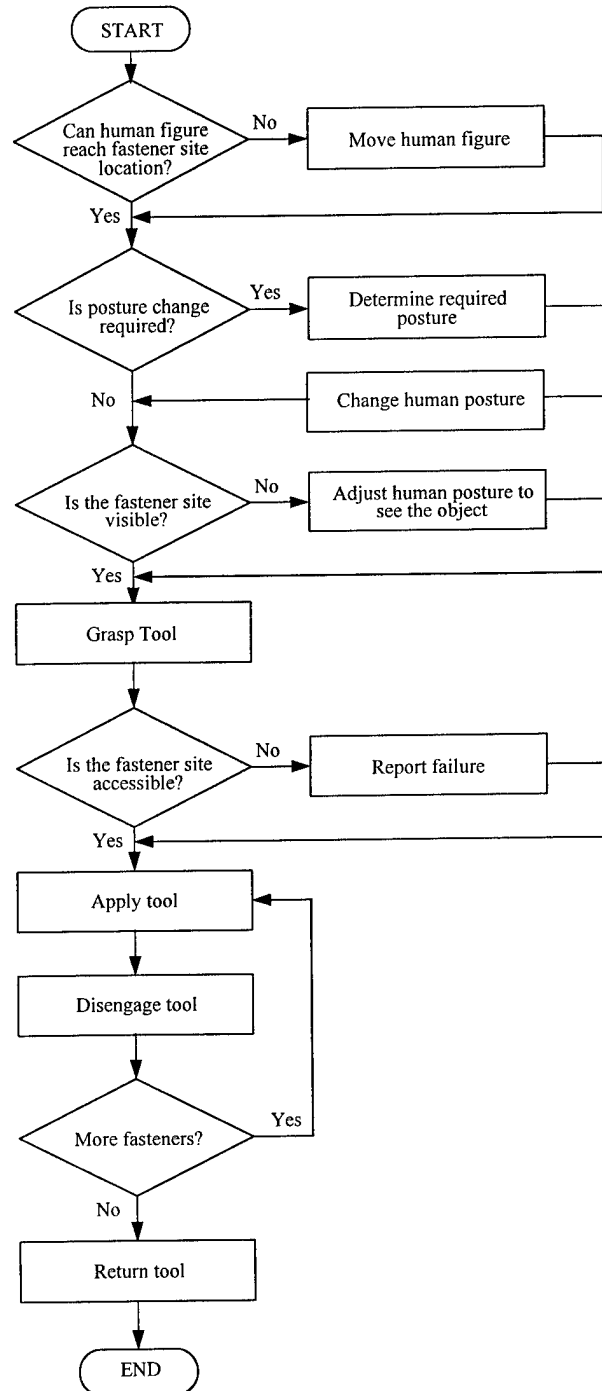 START
Can human figure
reach fastener site
location?
No
Move human figure
Yes
Is posture change
required?
Yes
Determine required
posture
No
Change human posture
Is the fastener site
visible?
No
Adjust human posture to
see the object
Yes
Grasp Tool
Is the fastener site
accessible?
No
Report failure
Yes
Apply tool
Disengage tool
More fasteners?
Yes
No
Return tool
END